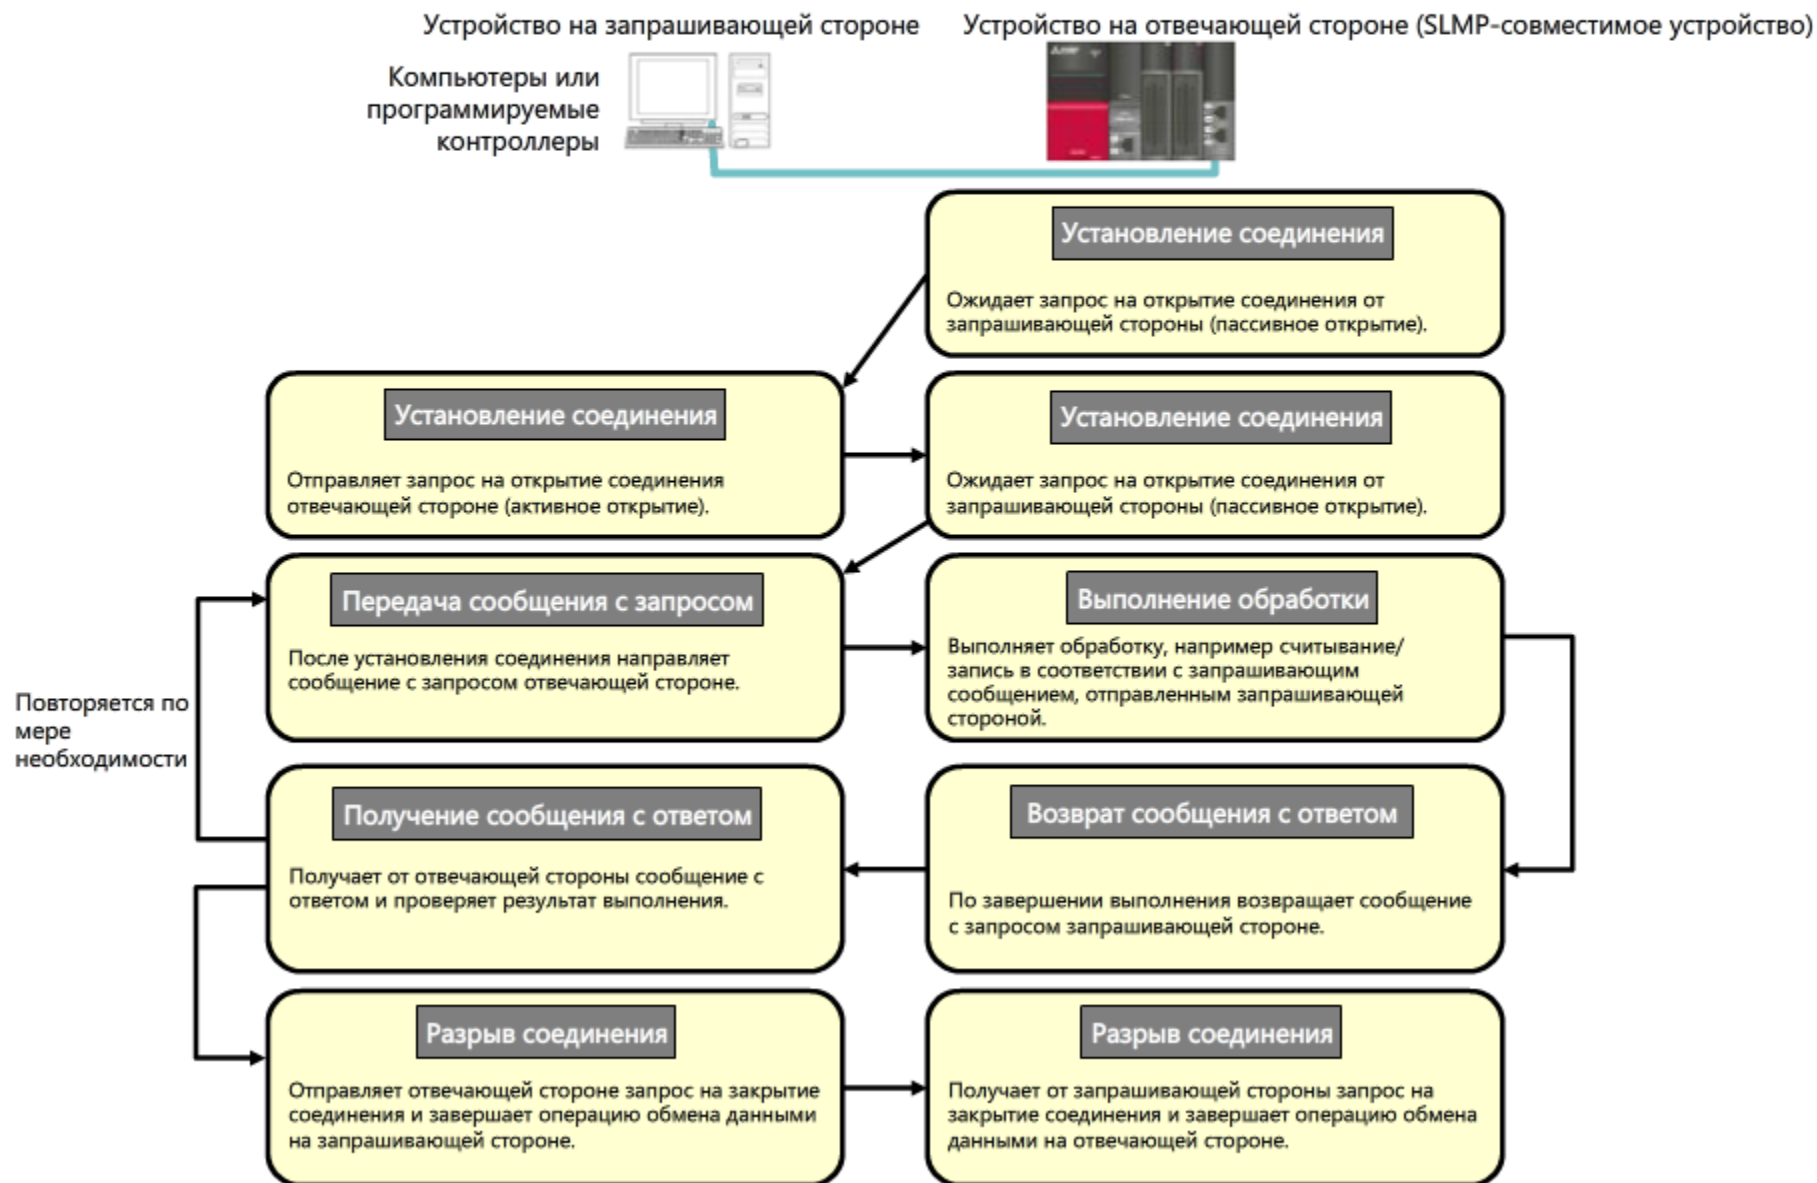 Устройство на запрашивающей стороне
Устройство на отвечающей стороне (SLMP-совместимое устройство)
Компьютеры или
программируемые
контроллеры
Установление соединения
Ожидает запрос на открытие соединения от
запрашивающей стороны (пассивное открытие).
Установление соединения
Отправляет запрос на открытие соединения
отвечающей стороне (активное открытие).
Установление соединения
Ожидает запрос на открытие соединения от
запрашивающей стороны (пассивное открытие).
Передача сообщения с запросом
После установления соединения направляет
сообщение с запросом отвечающей стороне.
Выполнение обработки
Выполняет обработку, например считывание/
запись в соответствии с запрашивающим
сообщением, отправленным запрашивающей
стороной.
Повторяется по
мере
необходимости
Получение сообщения с ответом
Получает от отвечающей стороны сообщение с
ответом и проверяет результат выполнения.
Возврат сообщения с ответом
По завершении выполнения возвращает сообщение
с запросом запрашивающей стороне.
Разрыв соединения
Отправляет отвечающей стороне запрос на закрытие
соединения и завершает операцию обмена данными
на запрашивающей стороне.
Разрыв соединения
Получает от запрашивающей стороны запрос на
закрытие соединения и завершает операцию обмена
данными на отвечающей стороне.